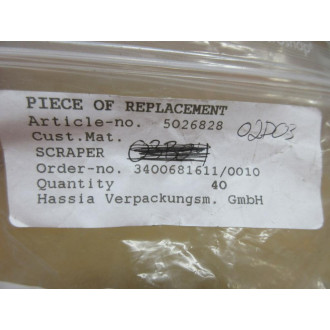 PIECE OF REPLACEMENT
Article-no. 5026828 02D03
Cust.Mat.
SCRAPER
Order-no. 3400681611/0010
Quantity 40
Hassia Verpackungsm. GmbH